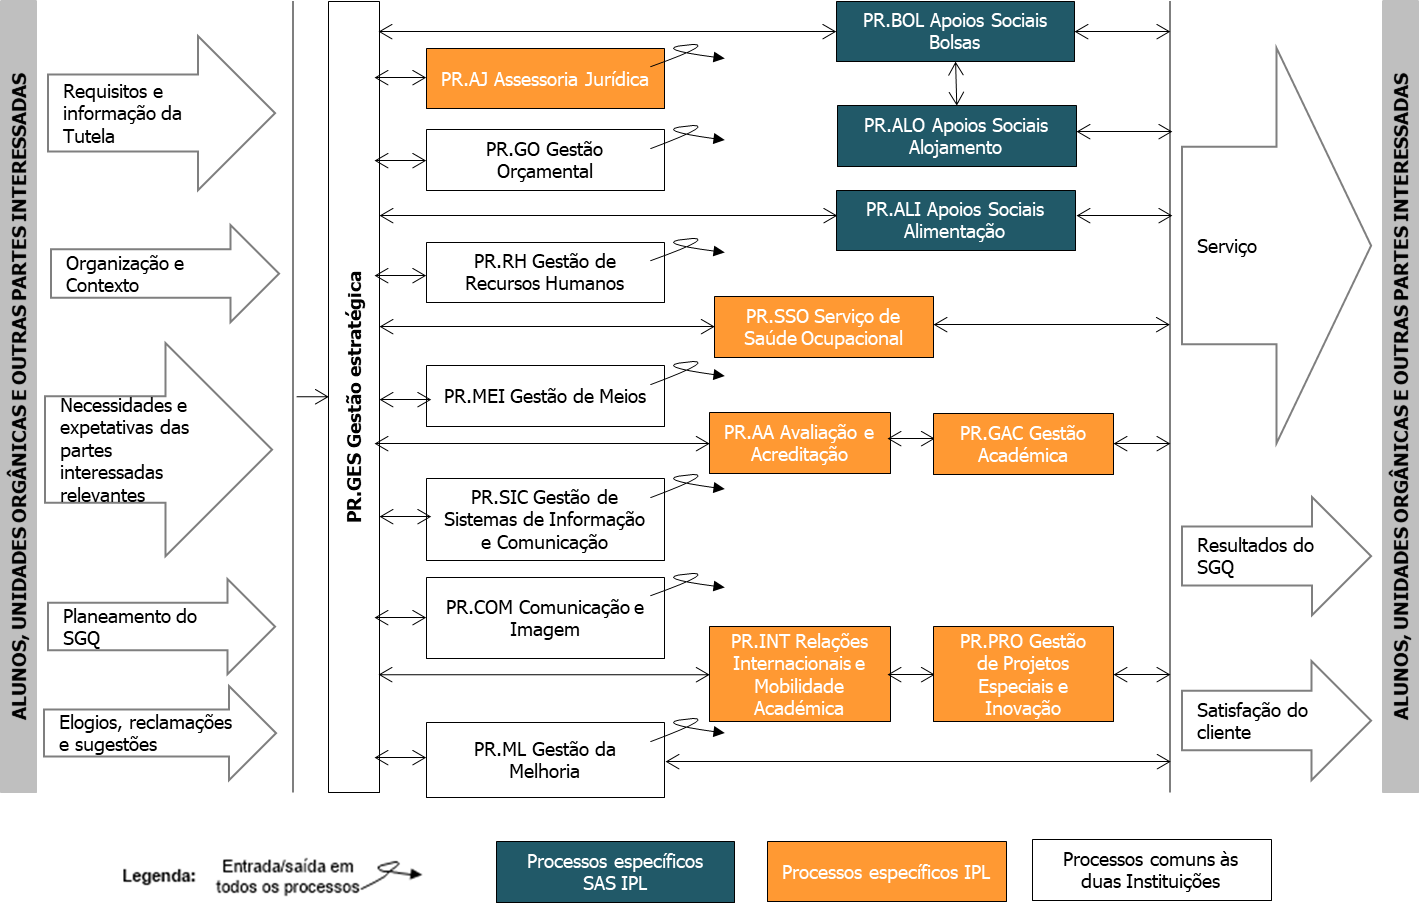 ALUNOS, UNIDADES ORGÂNICAS E OUTRAS PARTES INTERESSADAS
Requisitos e
informação da
Tutela
Organização e
Contexto
Necessidades e
expetativas das
partes
interessadas
relevantes
Planeamento do
SGQ
Elogios, reclamações
e sugestões
PR.GES Gestão estratégica
PR.BOL Apoios Sociais
Bolsas
PR.AJ Assessoria Jurídica
PR.ALO Apoios Sociais
Alojamento
PR.GO Gestão
Orçamental
PR.ALI Apoios Sociais
Alimentação
PR.RH Gestão de
Recursos Humanos
PR.SSO Serviço de
Saúde Ocupacional
PR.MEI Gestão de Meios
PR.AA Avaliação e
Acreditação
PR.GAC Gestão
Académica
PR.SIC Gestão de
Sistemas de Informação
e Comunicação
PR.COM Comunicação e
Imagem
PR.INT Relações
Internacionais e
Mobilidade
Académica
PR.PRO Gestão
de Projetos
Especiais e
Inovação
PR.ML Gestão da
Melhoria
Serviço
Resultados do
SGQ
Satisfação do
cliente
ALUNOS, UNIDADES ORGÂNICAS E OUTRAS PARTES INTERESSADAS
Legenda:
Entrada/saída em
todos os processos
Processos específicos
SAS IPL
Processos específicos IPL
Processos comuns às
duas Instituições